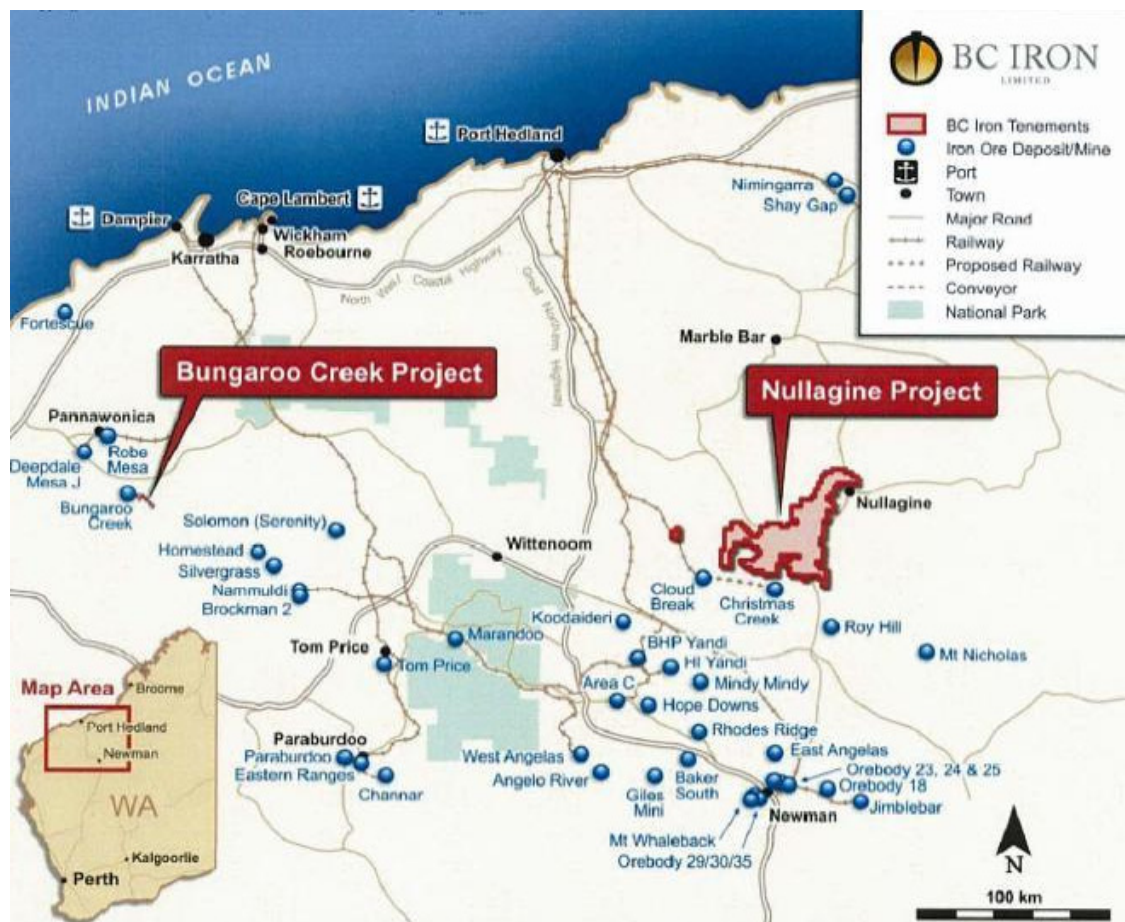 INDIAN OCEAN
BC IRON
LIMITED
BC Iron Tenements
Iron Ore Deposit/Mine
Port
Town
Major Road
Railway
Proposed Railway
Conveyor
National Park
Port Hedland
Nimingarra
Shay Gap
Cape Lambert
Dampier
Wickham
Roebourne
Karratha
North West Coastal Highway
Great Northern Highway
Fortescue
Marble Bar
Bungaroo Creek Project
Nullagine Project
Pannawonica
Robe
Mesa
Deepdale
Mesa J
Bungaroo
Creek
Nullagine
Solomon (Serenity)
Homestead
Silvergrass
Nammuldi
Brockman 2
Wittenoom
Cloud
Break
Christmas
Creek
Koodaideri
Roy Hill
Marandoo
BHP Yandi
HI Yandi
Mt Nicholas
Tom Price
Tom Price
Area C
Mindy Mindy
Hope Downs
Rhodes Ridge
Paraburdoo
Paraburdoo
Eastern Ranges
Channar
West Angelas
Angelo River
Giles
Mini
Baker
South
East Angelas
Orebody 23, 24 & 25
Orebody 18
Jimblebar
Newman
Mt Whaleback
Orebody 29/30/35
Map Area
Broome
Port Hedland
Newman
WA
Kalgoorlie
Perth
N
100 km